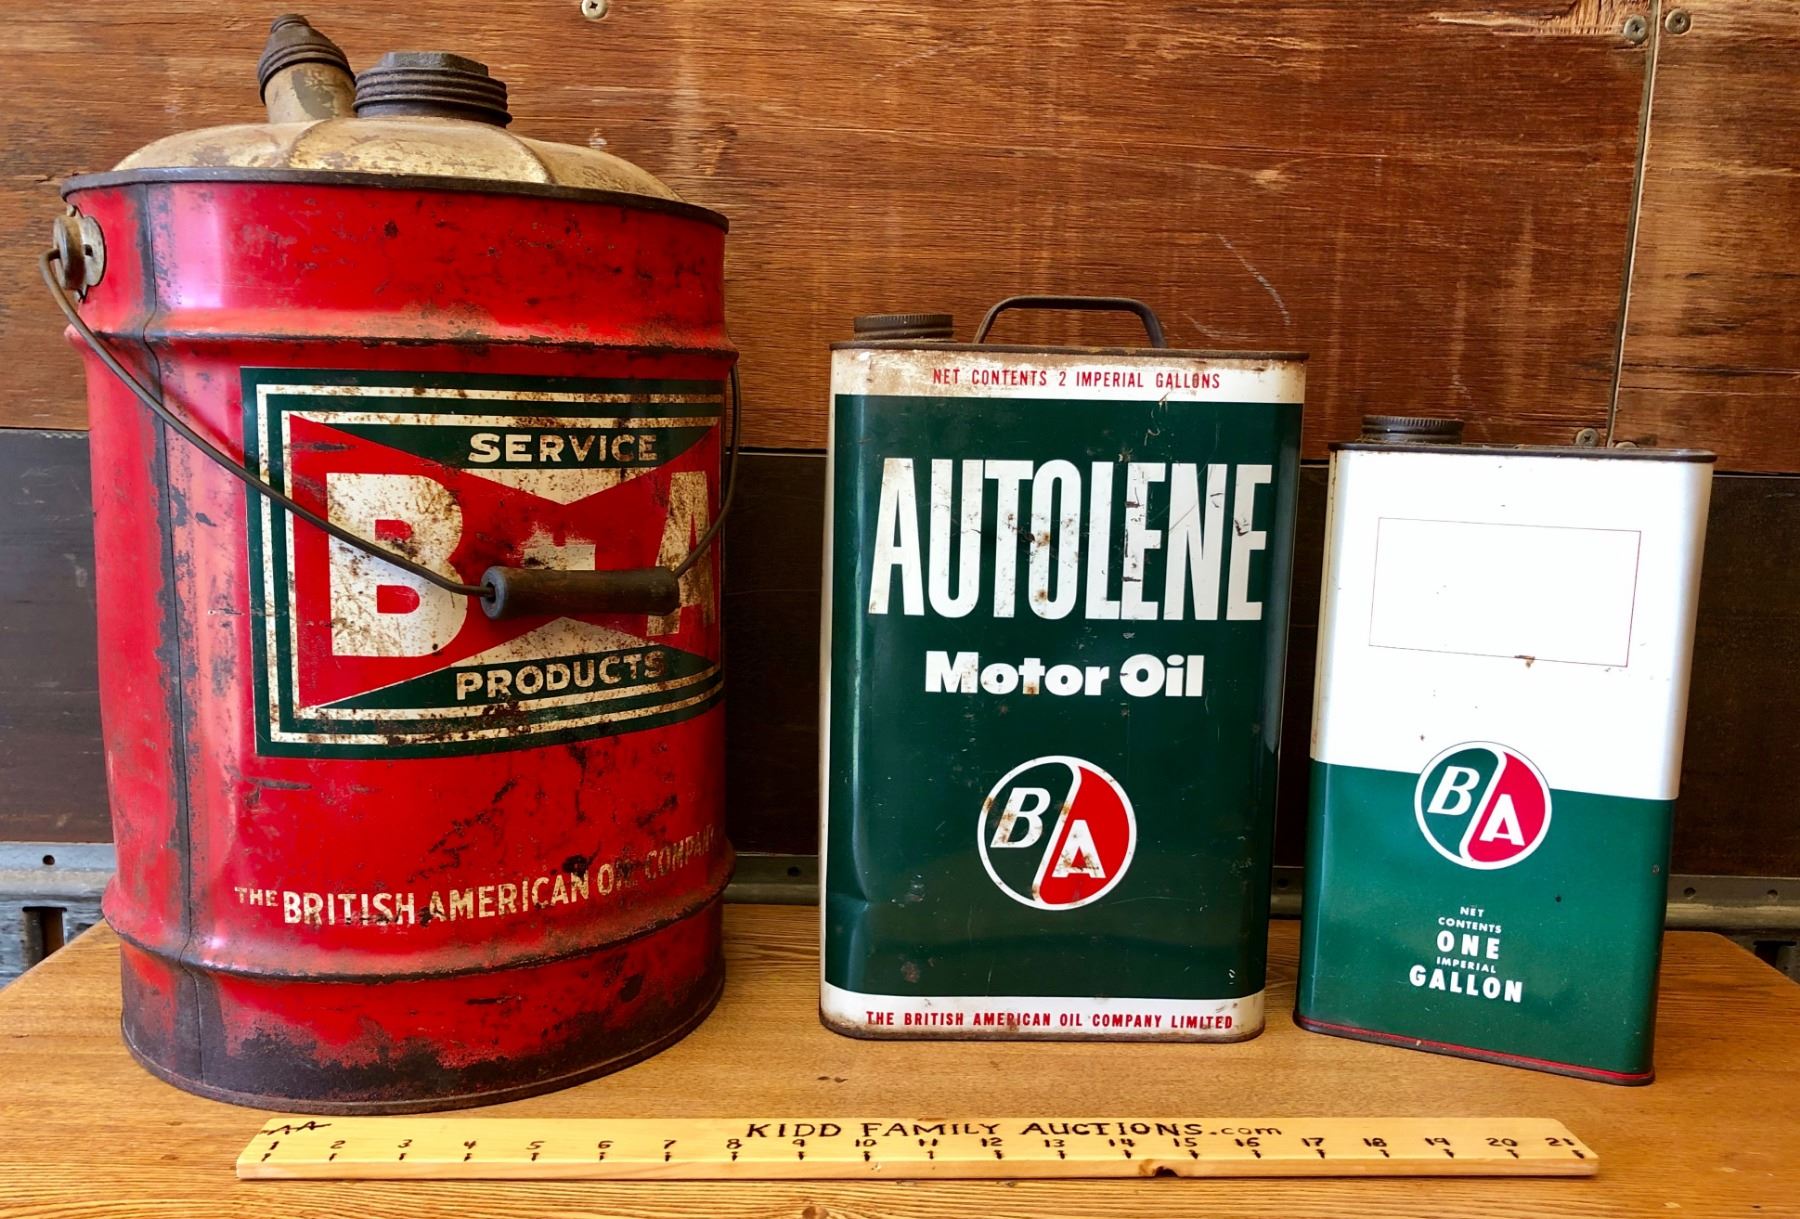 SERVICE
B-A
PRODUCTS
THE BRITISH AMERICAN OIL COMPANY
NET CONTENTS 2 IMPERIAL GALLONS
AUTOLENE
Motor Oil
B/A
THE BRITISH AMERICAN OIL COMPANY LIMITED
B/A
NET
CONTENTS
ONE
IMPERIAL
GALLON
KIDD FAMILY AUCTIONS.com
1 2 3 4 5 6 7 8 9 10 11 12 13 14 15 16 17 18 19 20 21